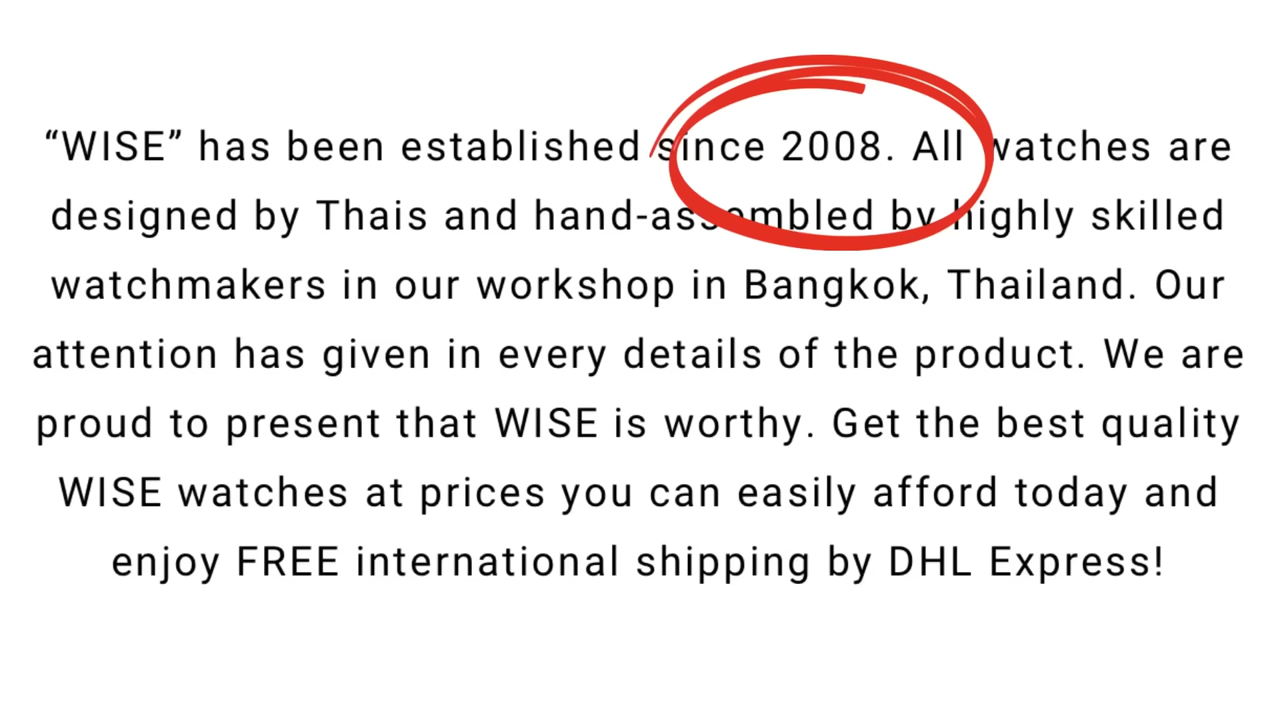 “WISE” has been established since 2008. All watches are
designed by Thais and hand-assembled by highly skilled
watchmakers in our workshop in Bangkok, Thailand. Our
attention has given in every details of the product. We are
proud to present that WISE is worthy. Get the best quality
WISE watches at prices you can easily afford today and
enjoy FREE international shipping by DHL Express!